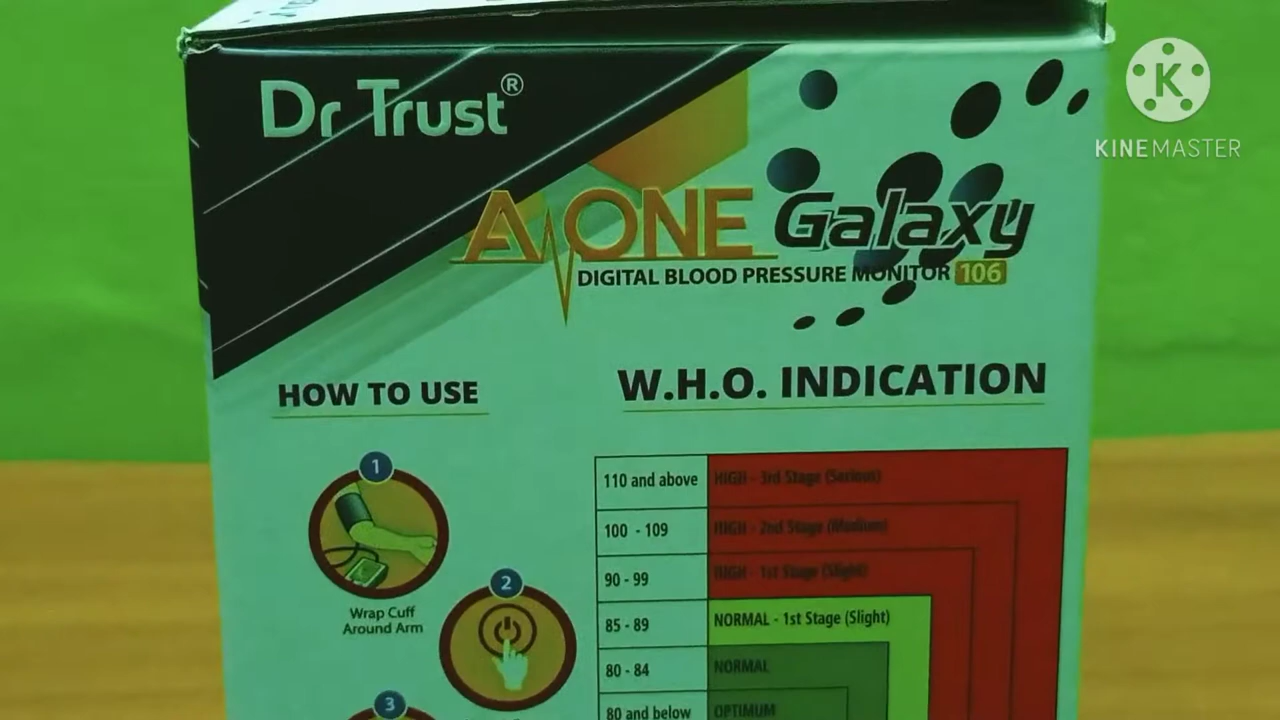 Dr Trust®
KINEMASTER
A ONE Galaxy
DIGITAL BLOOD PRESSURE MONITOR 106
HOW TO USE
W.H.O. INDICATION
1
Wrap Cuff
Around Arm
2
3
110 and above HIGH - 3rd Stage (Serious)
100 - 109 HIGH - 2nd Stage (Medium)
90 - 99 HIGH - 1st Stage (Slight)
85 - 89 NORMAL - 1st Stage (Slight)
80 - 84 NORMAL
80 and below OPTIMUM